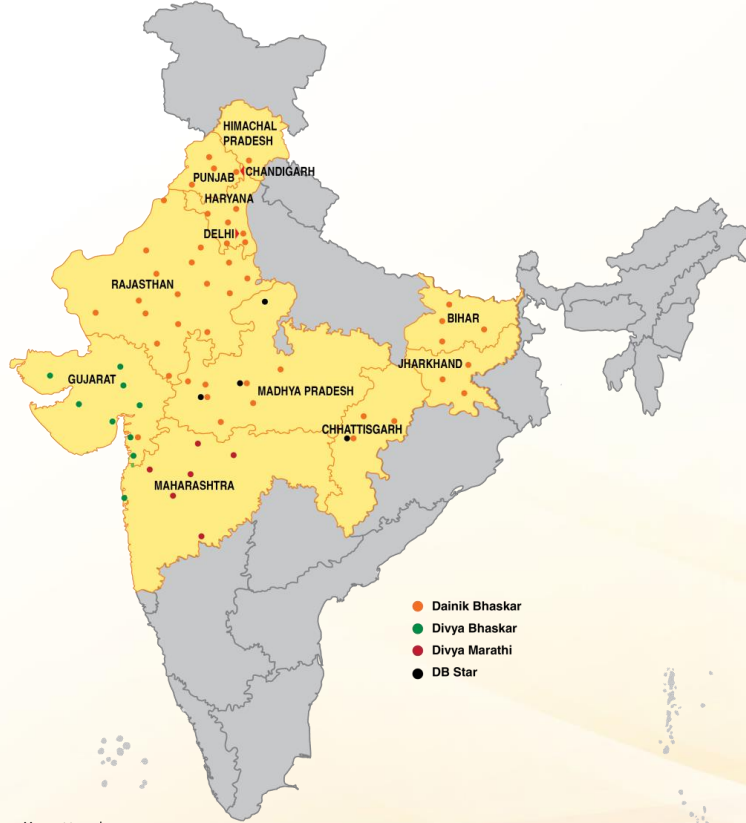 HIMACHAL
PRADESH
PUNJAB
CHANDIGARH
HARYANA
DELHI
RAJASTHAN
BIHAR
JHARKHAND
GUJARAT
MADHYA PRADESH
CHHATTISGARH
MAHARASHTRA
Dainik Bhaskar
Divya Bhaskar
Divya Marathi
DB Star